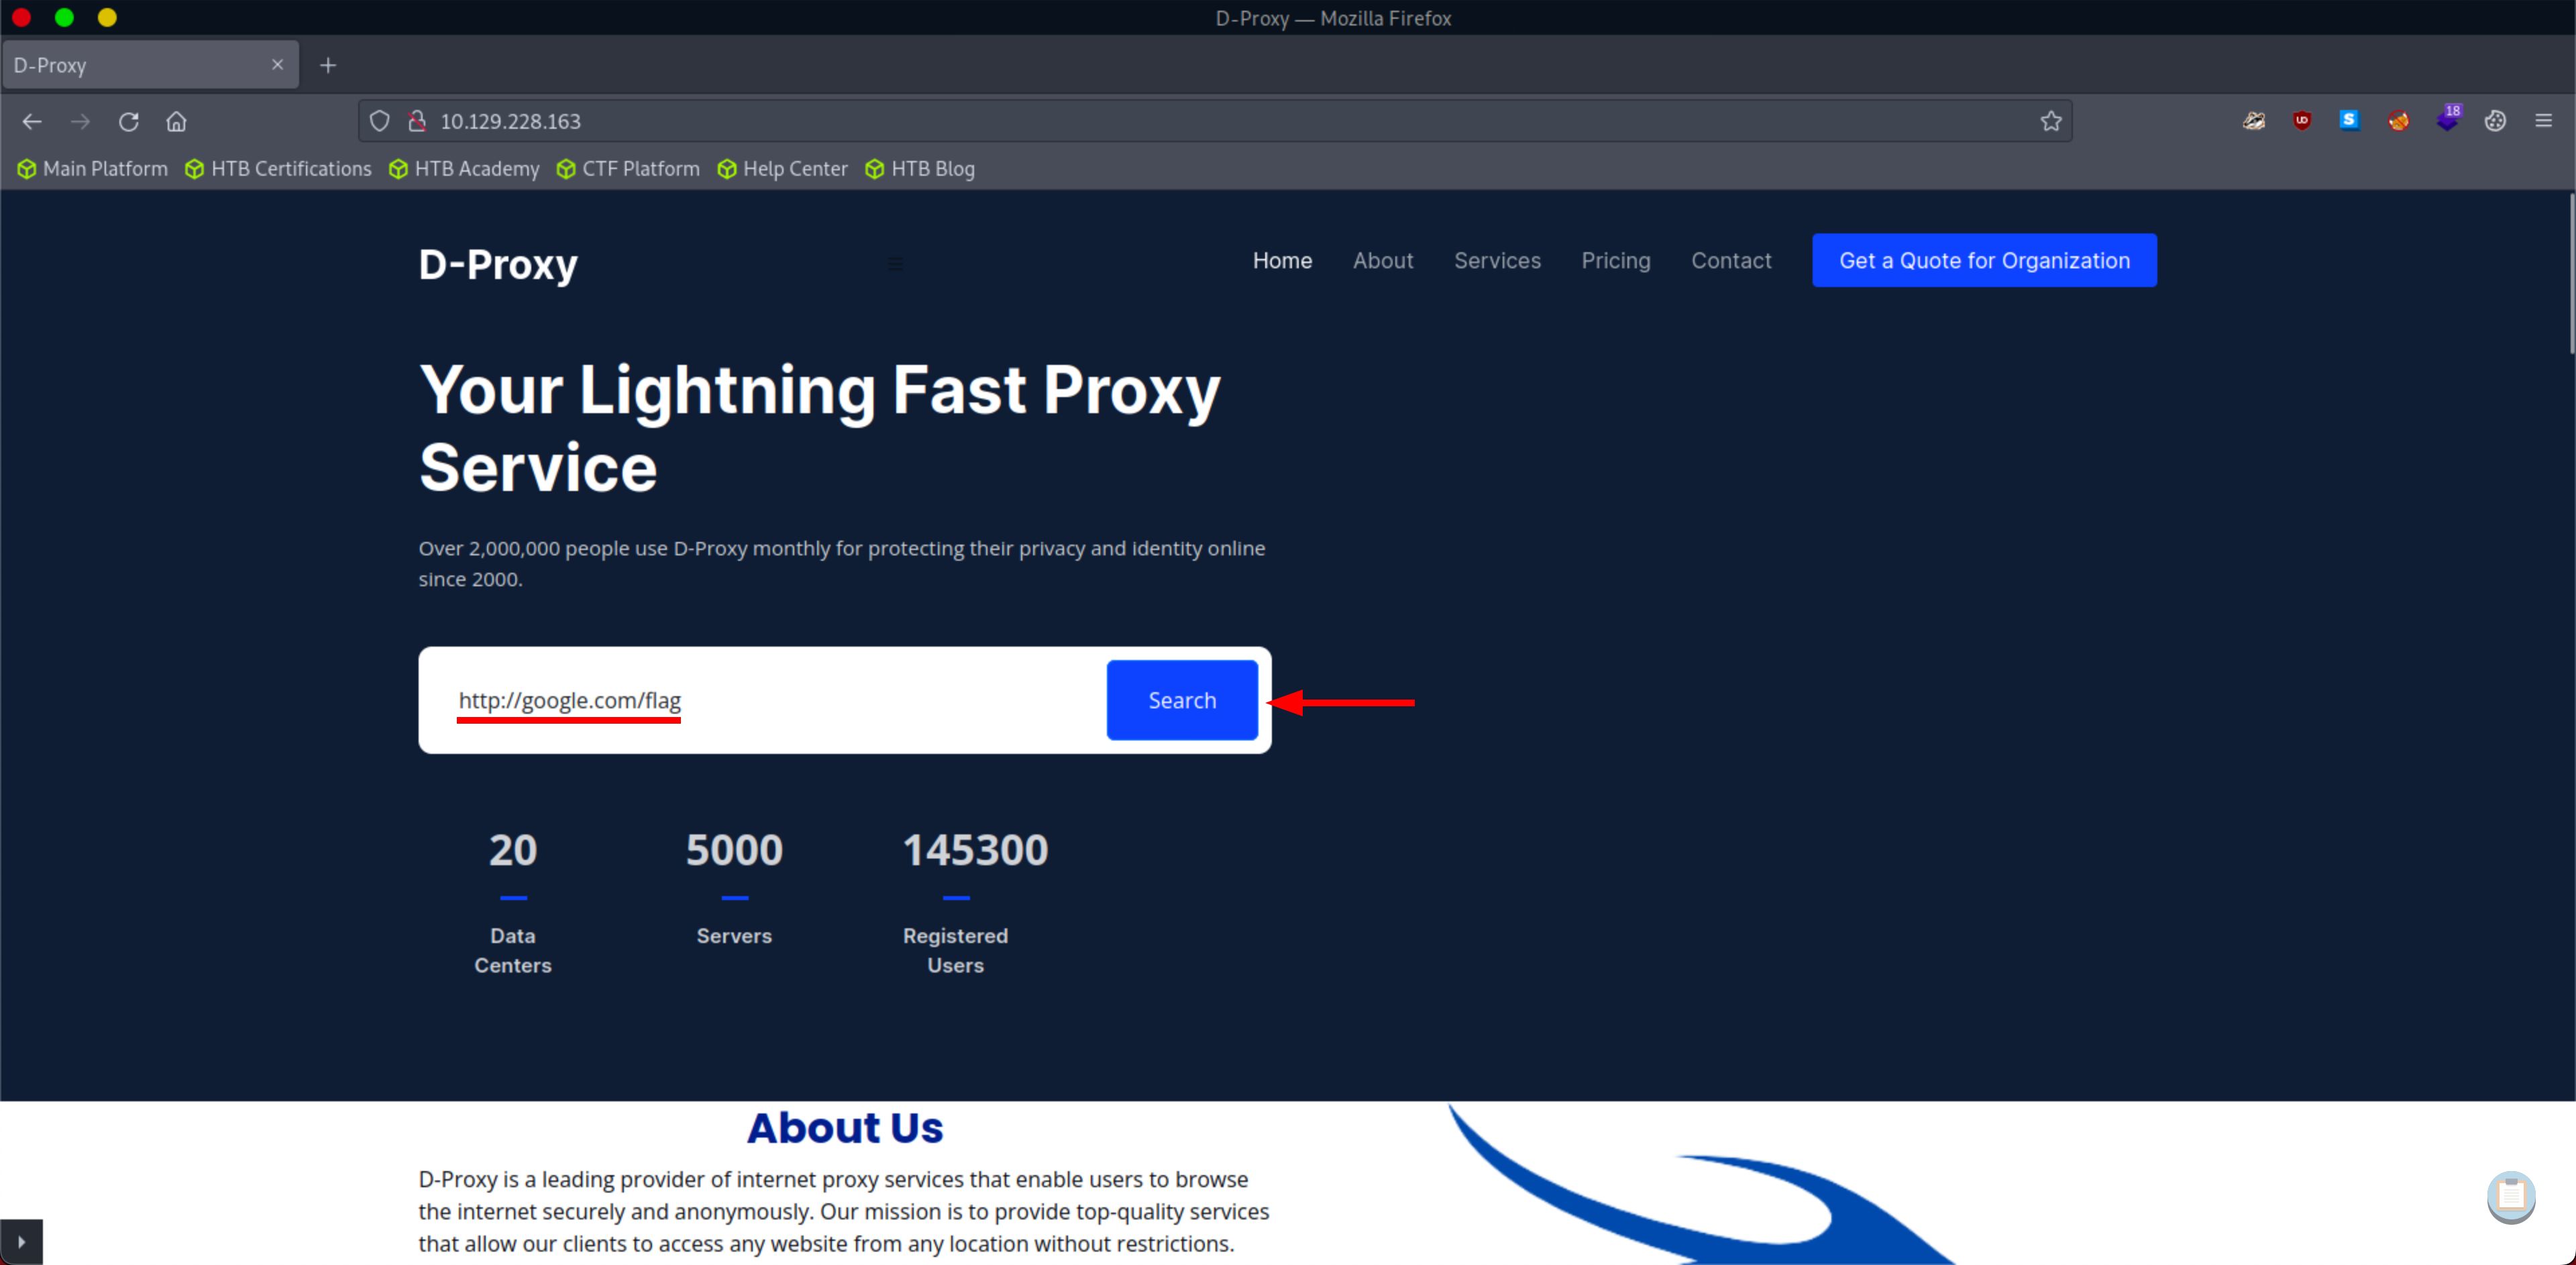 D-Proxy — Mozilla Firefox
D-Proxy
10.129.228.163
18
Main Platform HTB Certifications HTB Academy CTF Platform Help Center HTB Blog
D-Proxy
Home About Services Pricing Contact Get a Quote for Organization
Your Lightning Fast Proxy
Service
Over 2,000,000 people use D-Proxy monthly for protecting their privacy and identity online
since 2000.
http://google.com/flag Search
20 5000 145300
Data Servers Registered
Centers Users
About Us
D-Proxy is a leading provider of internet proxy services that enable users to browse
the internet securely and anonymously. Our mission is to provide top-quality services
that allow our clients to access any website from any location without restrictions.